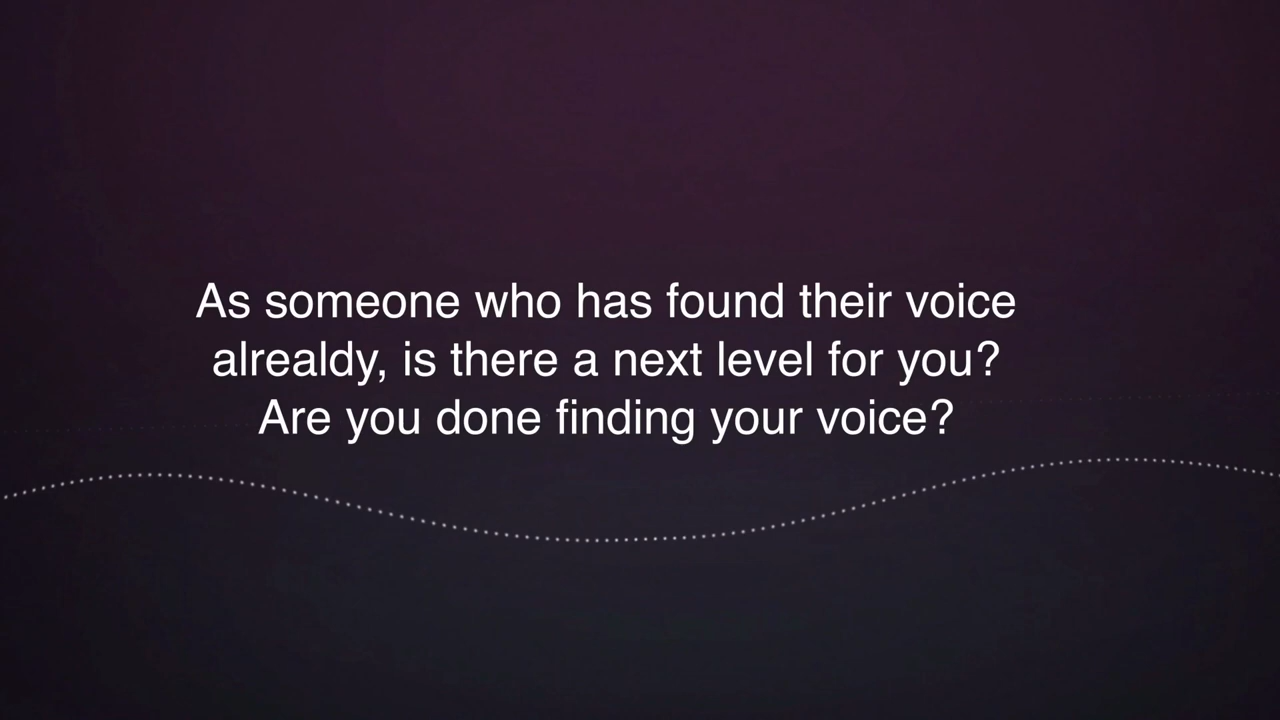 As someone who has found their voice
alrealdy, is there a next level for you?
Are you done finding your voice?